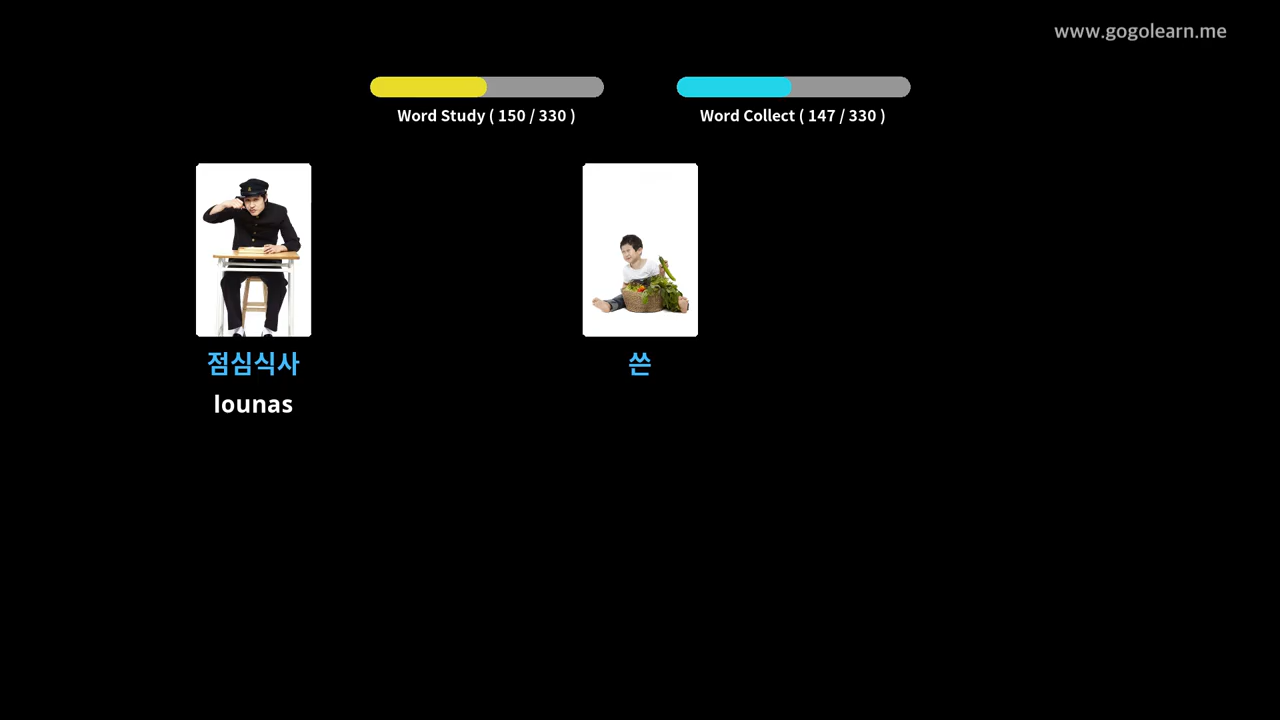 www.gogolearn.me
Word Study ( 150 / 330 )
Word Collect ( 147 / 330 )
점심식사
쓴
lounas